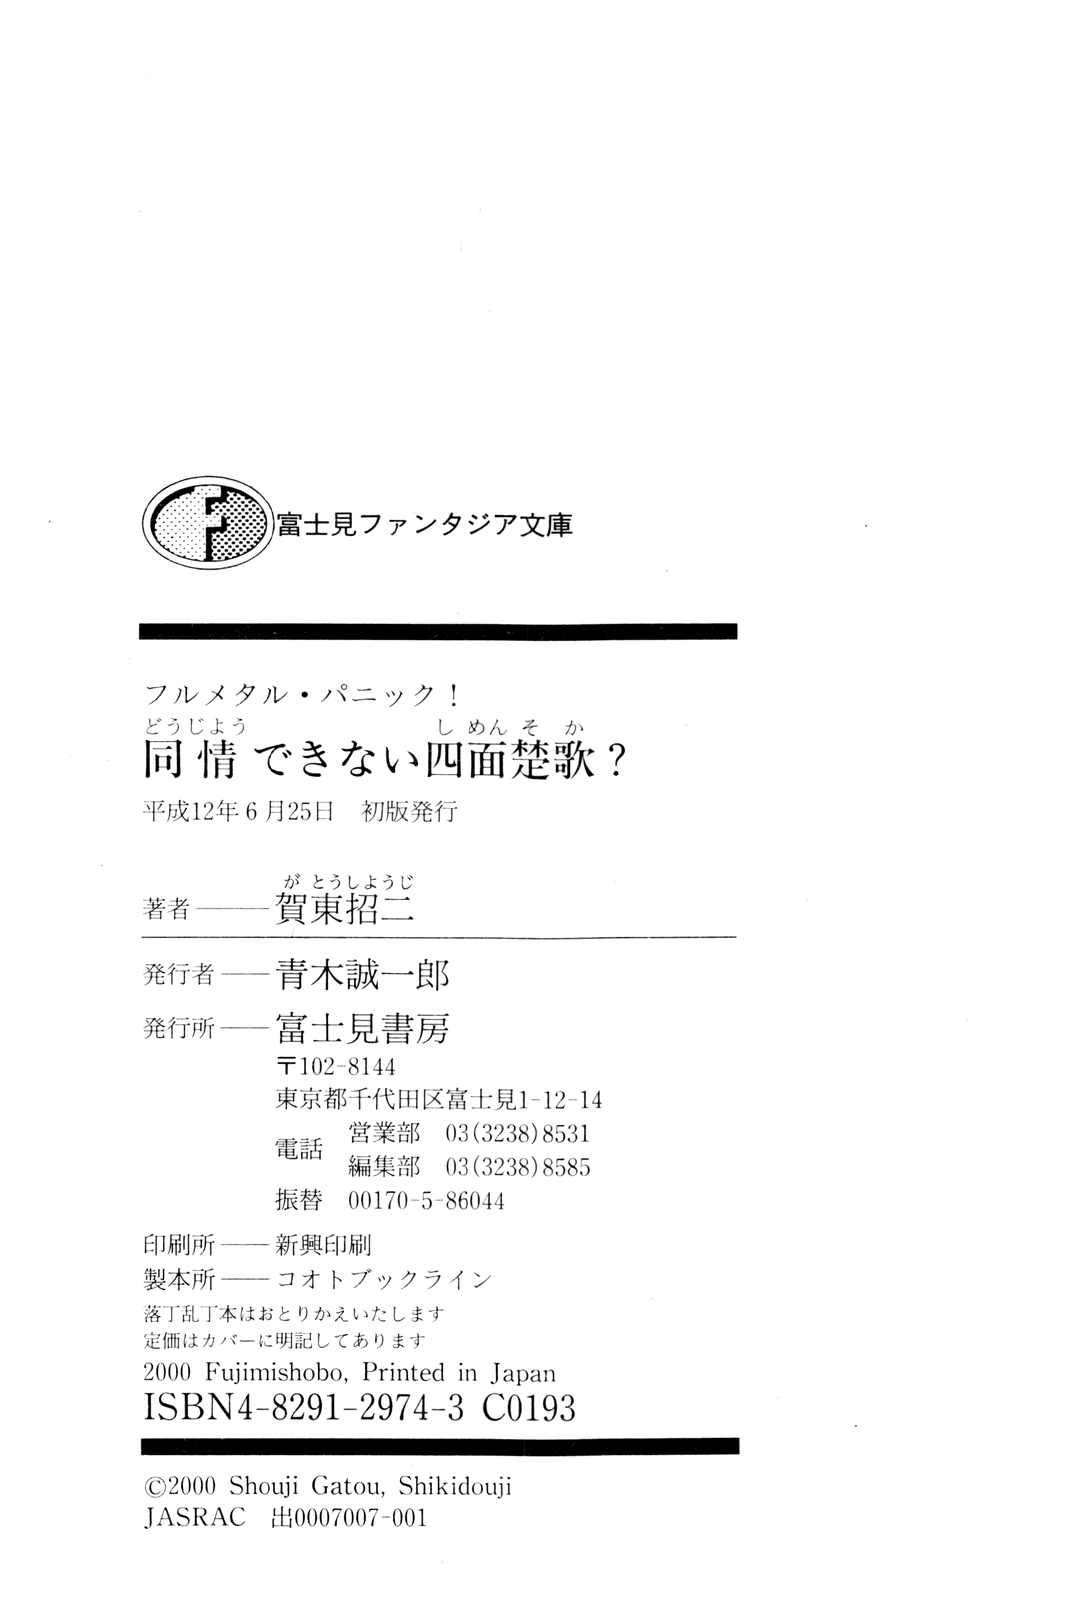 F 富士見ファンタジア文庫
フルメタル・パニック！
どうじよう しめんそか
同情できない四面楚歌？
平成12年6月25日　初版発行
がとうしようじ
著者――賀東招二
発行者――青木誠一郎
発行所――富士見書房
〒102-8144
東京都千代田区富士見1-12-14
電話　営業部　03(3238)8531
編集部　03(3238)8585
振替　00170-5-86044
印刷所――新興印刷
製本所――コオトブックライン
落丁乱丁本はおとりかえいたします
定価はカバーに明記してあります
2000 Fujimishobo, Printed in Japan
ISBN4-8291-2974-3 C0193
©2000 Shouji Gatou, Shikidouji
JASRAC　出0007007-001